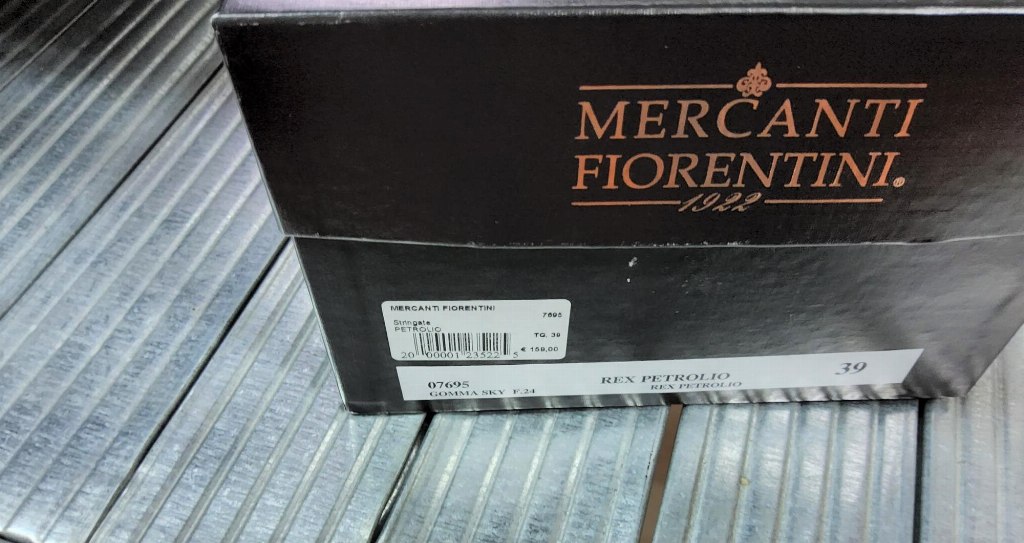 MERCANTI
FIORENTINI®
1922
MERCANTI FIORENTINI
7695
Stringate
PETROLIO
TG. 39
20 00001 23522 5
€ 159,00
07695
GOMMA SKY F.24
REX PETROLIO
REX PETROLIO
39